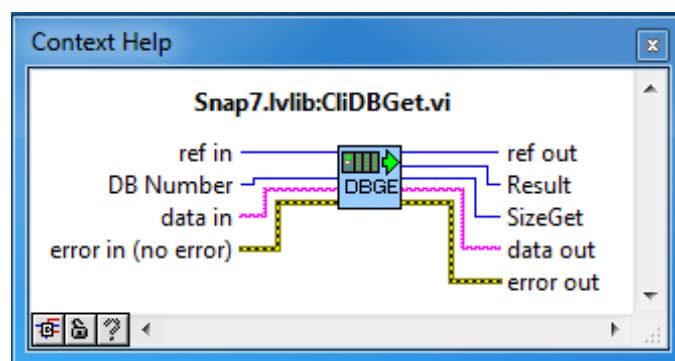 Context Help
Snap7.lvlib:CliDBGet.vi
ref in
DB Number
data in
error in (no error)
DBGE
ref out
Result
SizeGet
data out
error out
?